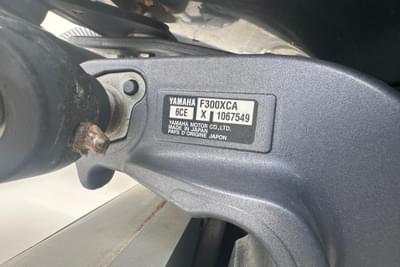 YAMAHA F300XCA
6CE X 1067549
YAMAHA MOTOR CO.,LTD.
MADE IN JAPAN
PAYS D'ORIGINE JAPON